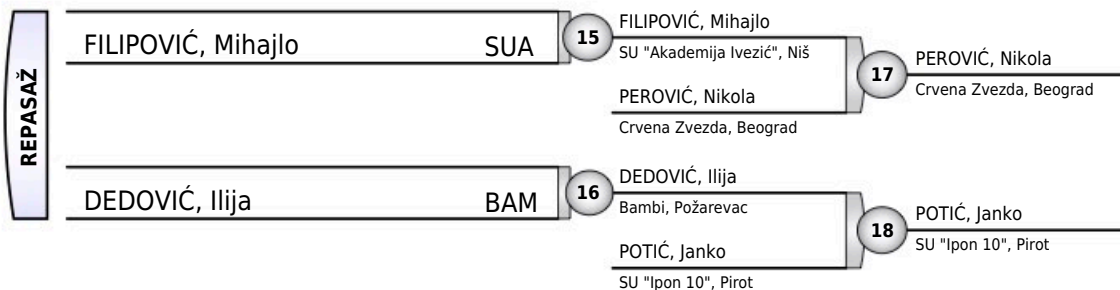 REPASAŽ
FILIPOVIĆ, Mihajlo SUA
15
FILIPOVIĆ, Mihajlo
SU "Akademija Ivezić", Niš
PEROVIĆ, Nikola
Crvena Zvezda, Beograd
17
PEROVIĆ, Nikola
Crvena Zvezda, Beograd
DEDOVIĆ, Ilija BAM
16
DEDOVIĆ, Ilija
Bambi, Požarevac
POTIĆ, Janko
SU "Ipon 10", Pirot
18
POTIĆ, Janko
SU "Ipon 10", Pirot